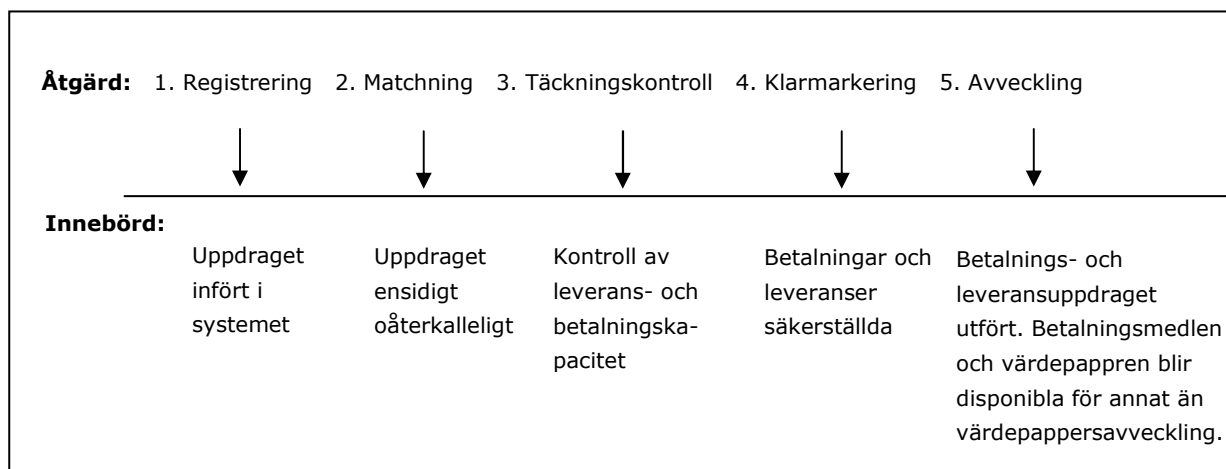 Åtgärd: 1. Registrering 2. Matchning 3. Täckningskontroll 4. Klarmarkering 5. Avveckling
Innebörd:
Uppdraget
infört i
systemet
Uppdraget
ensidigt
oåterkalleligt
Kontroll av
leverans- och
betalningska-
pacitet
Betalningar och
leveranser
säkerställda
Betalnings- och
leveransuppdraget
utfört. Betalningsmedlen
och värdepappren blir
disponibla för annat än
värdepappersavveckling.